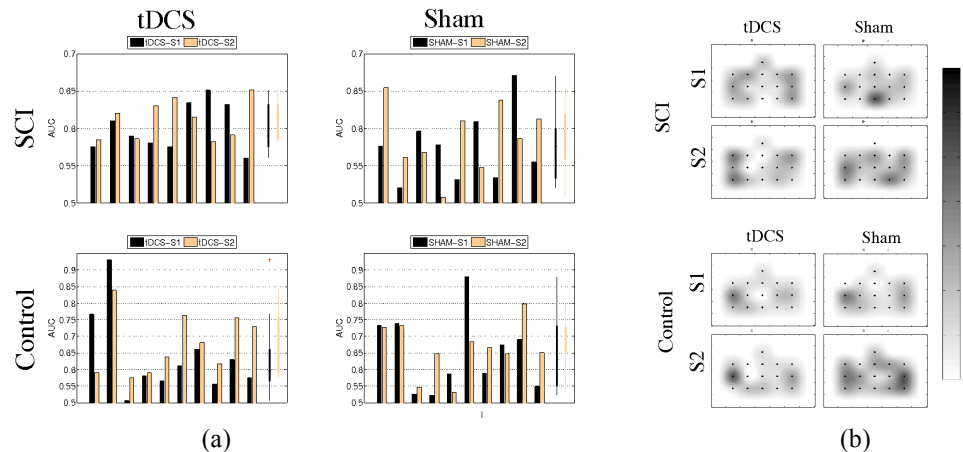 tDCS
Sham
tDCS-S1 tDCS-S2
SHAM-S1 SHAM-S2
SCI
AUC
0.7
0.65
0.6
0.55
0.5
AUC
0.7
0.65
0.6
0.55
0.5
tDCS-S1 tDCS-S2
SHAM-S1 SHAM-S2
Control
AUC
0.9
0.85
0.8
0.75
0.7
0.65
0.6
0.55
0.5
AUC
0.9
0.85
0.8
0.75
0.7
0.65
0.6
0.55
0.5
(a)
tDCS
Sham
SCI
S1
S2
tDCS
Sham
Control
S1
S2
(b)